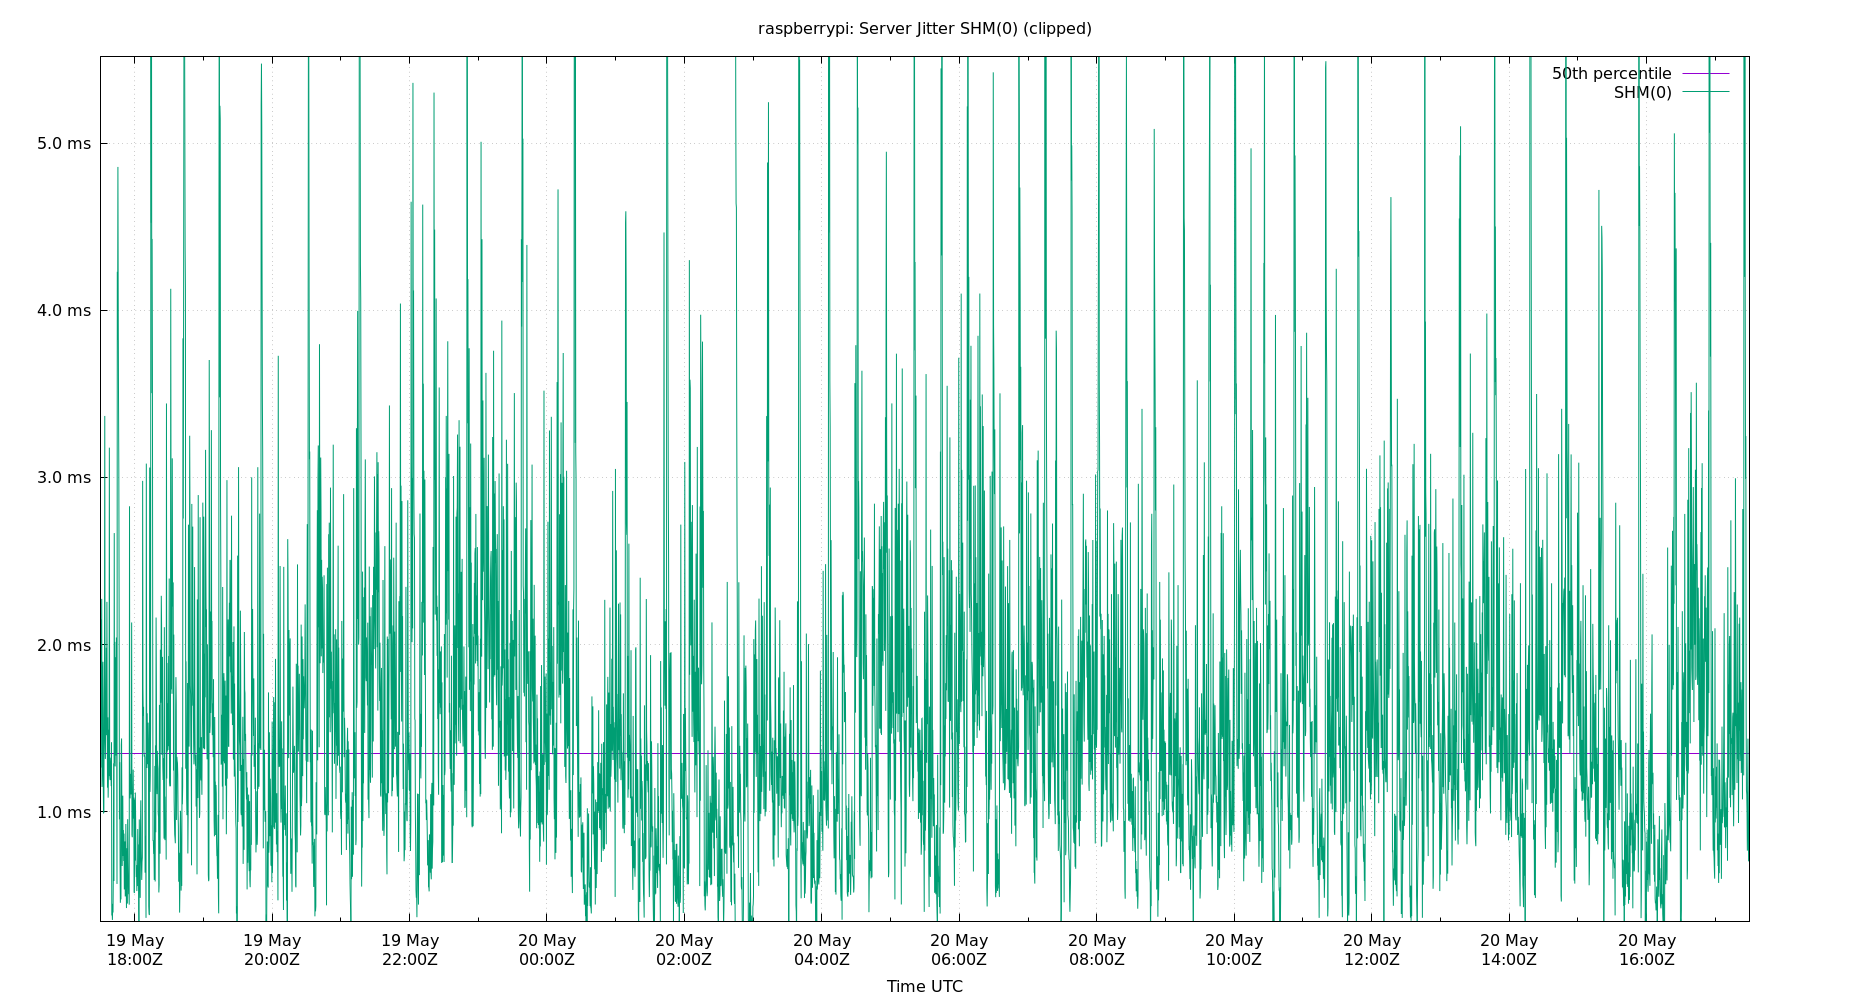 raspberrypi: Server Jitter SHM(0) (clipped)
50th percentile
SHM(0)
5.0 ms
4.0 ms
3.0 ms
2.0 ms
1.0 ms
19 May 19 May 19 May 20 May 20 May 20 May 20 May 20 May 20 May 20 May 20 May 20 May
18:00Z 20:00Z 22:00Z 00:00Z 02:00Z 04:00Z 06:00Z 08:00Z 10:00Z 12:00Z 14:00Z 16:00Z
Time UTC